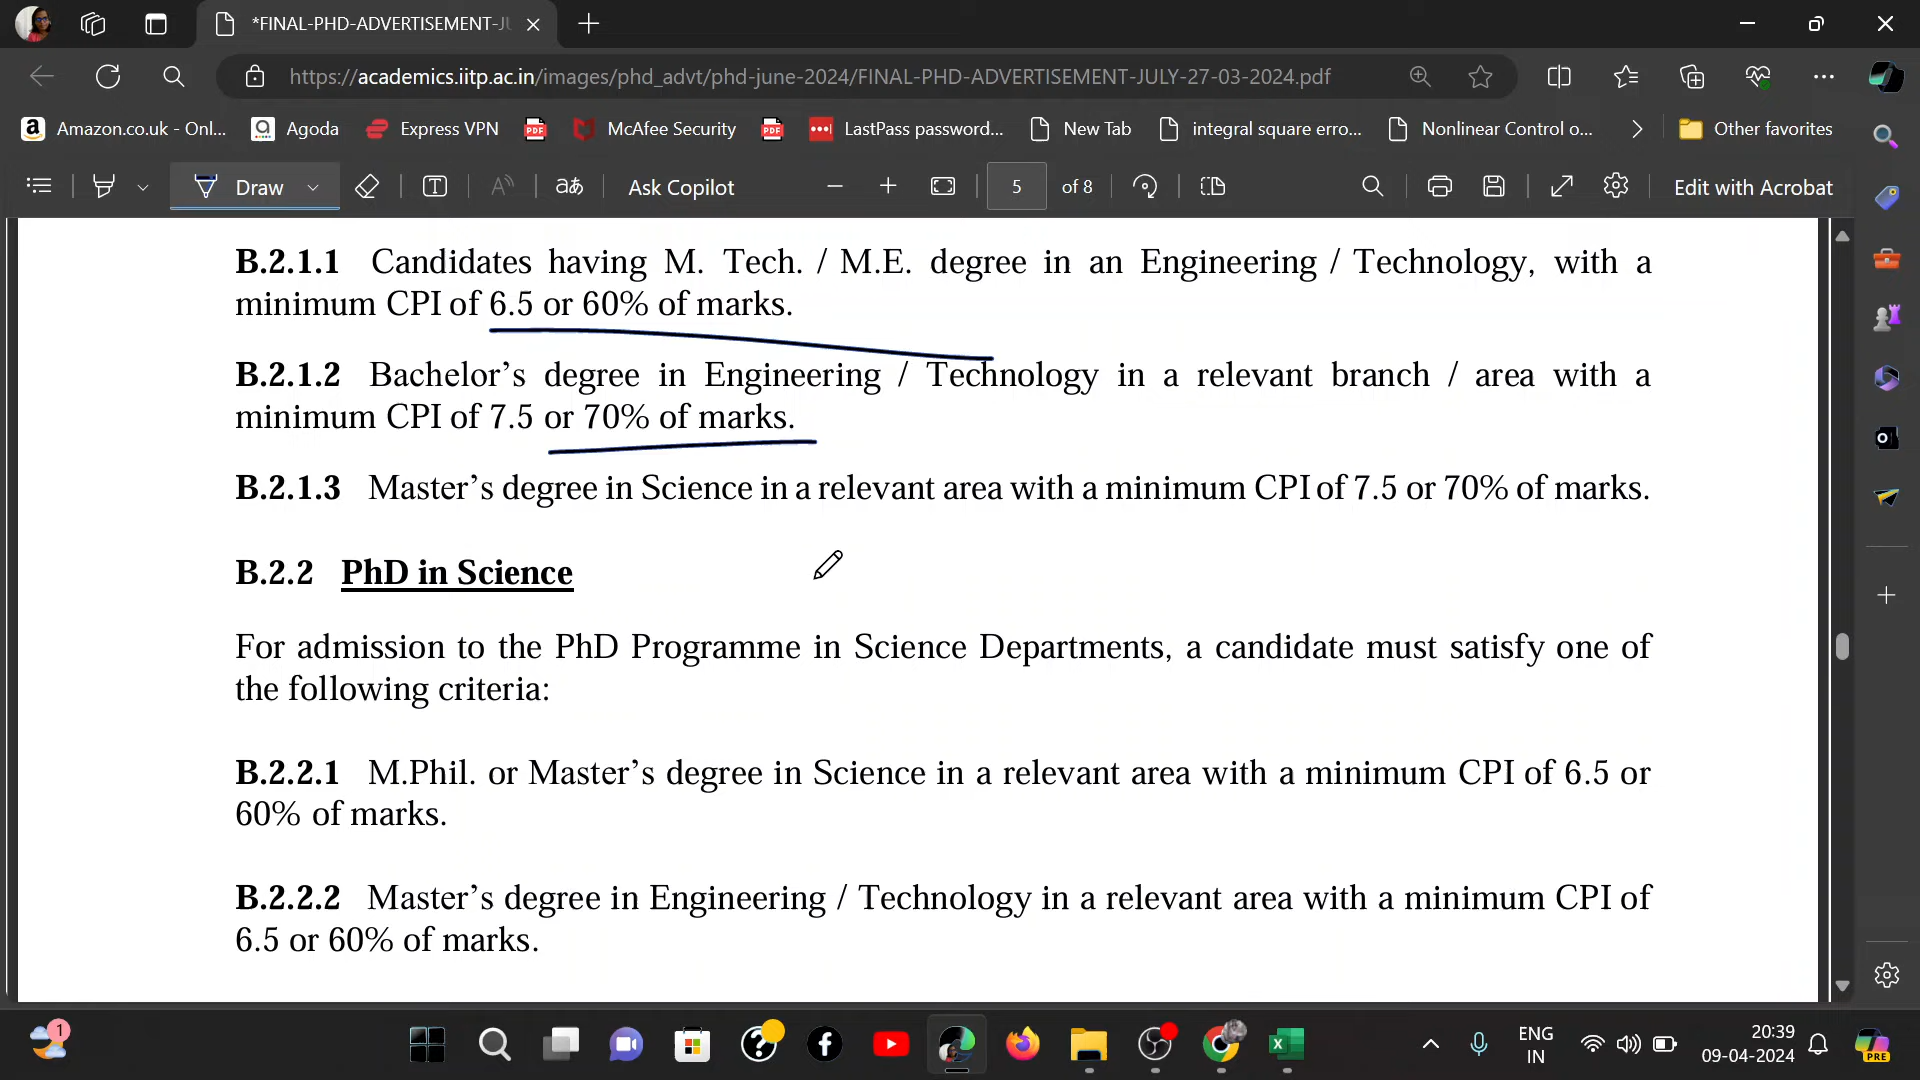 *FINAL-PHD-ADVERTISEMENT-JU
https://academics.iitp.ac.in/images/phd_advt/phd-june-2024/FINAL-PHD-ADVERTISEMENT-JULY-27-03-2024.pdf
Amazon.co.uk - Onl...
Agoda
Express VPN
PDF
McAfee Security
PDF
LastPass password...
New Tab
integral square erro...
Nonlinear Control o...
Other favorites
Draw
Ask Copilot
5 of 8
Edit with Acrobat
B.2.1.1 Candidates having M. Tech. / M.E. degree in an Engineering / Technology, with a
minimum CPI of 6.5 or 60% of marks.
B.2.1.2 Bachelor’s degree in Engineering / Technology in a relevant branch / area with a
minimum CPI of 7.5 or 70% of marks.
B.2.1.3 Master’s degree in Science in a relevant area with a minimum CPI of 7.5 or 70% of marks.
B.2.2 PhD in Science
For admission to the PhD Programme in Science Departments, a candidate must satisfy one of
the following criteria:
B.2.2.1 M.Phil. or Master’s degree in Science in a relevant area with a minimum CPI of 6.5 or
60% of marks.
B.2.2.2 Master’s degree in Engineering / Technology in a relevant area with a minimum CPI of
6.5 or 60% of marks.
1
ENG
IN
20:39
09-04-2024
PRE